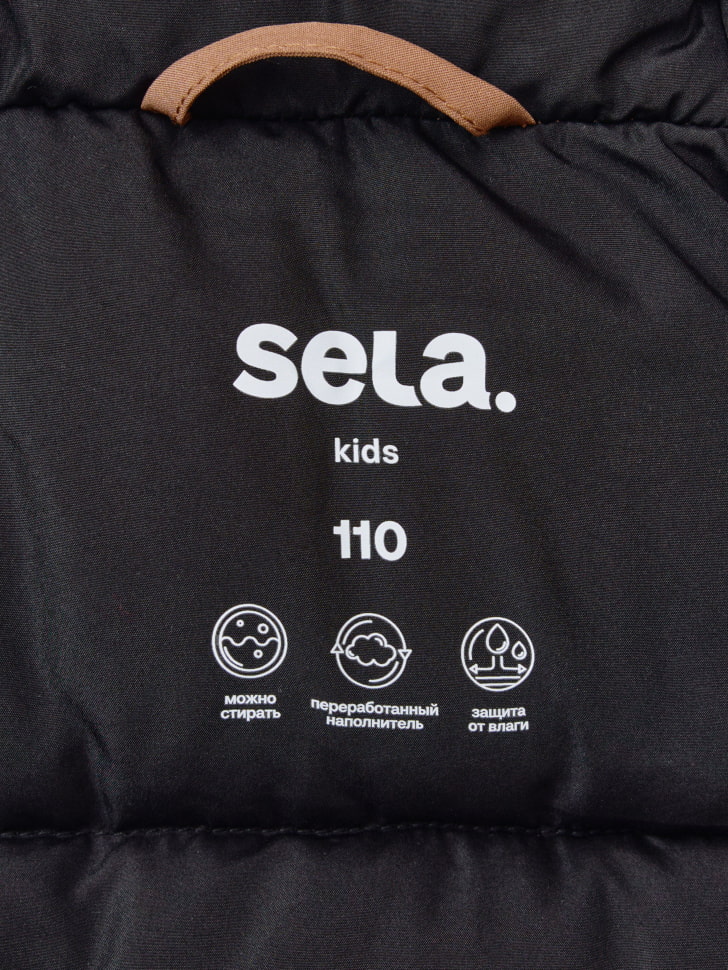 sela.
kids
110
можно
стирать
переработанный
наполнитель
защита
от влаги